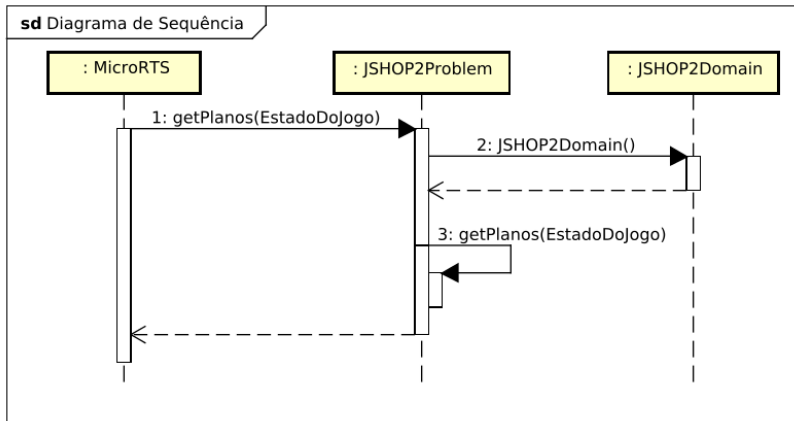 sd Diagrama de Sequência
: MicroRTS
: JSHOP2Problem
: JSHOP2Domain
1: getPlanos(EstadoDoJogo)
2: JSHOP2Domain()
3: getPlanos(EstadoDoJogo)